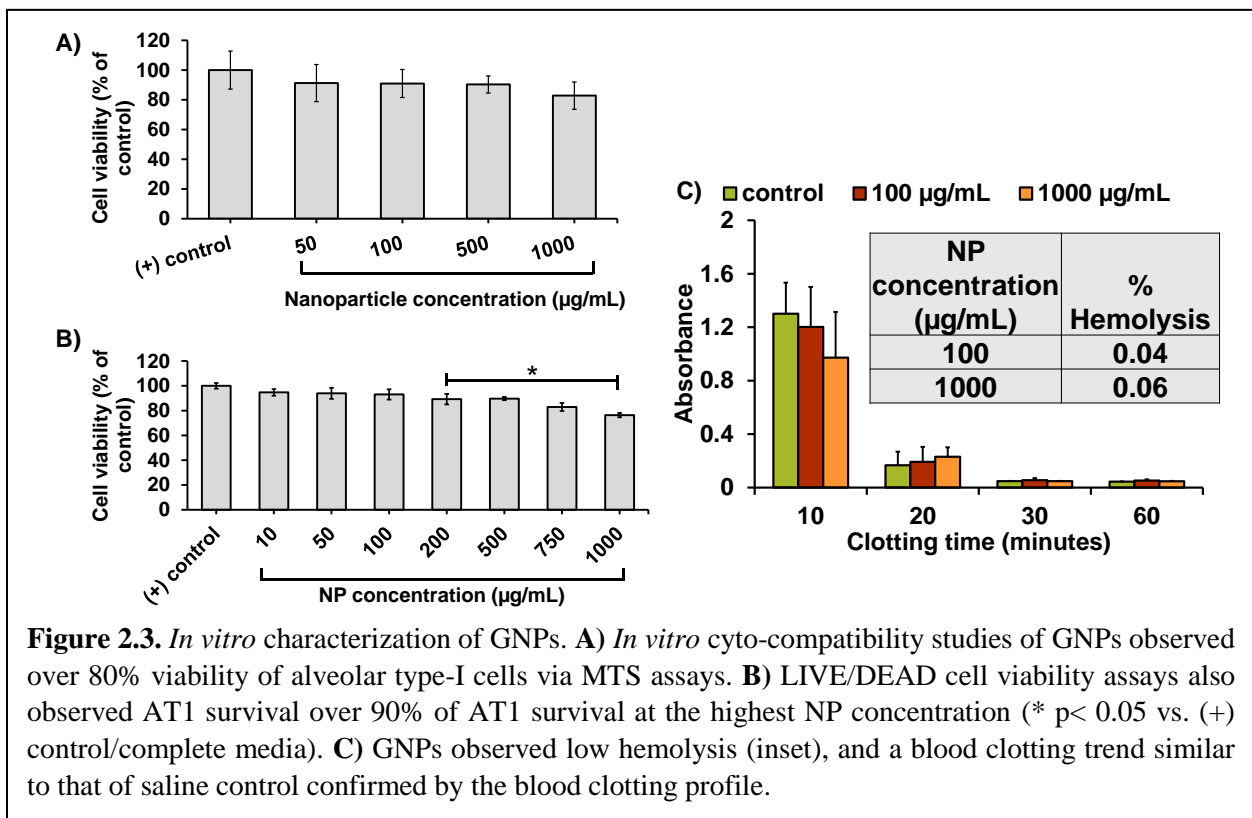 A)
Cell viability (% of
control)
120
100
80
60
40
20
0
(+) control
50
100
500
1000
Nanoparticle concentration (µg/mL)
B)
Cell viability (% of
control)
120
100
80
60
40
20
0
*
(+) control
10
50
100
200
500
750
1000
NP concentration (µg/mL)
C)
control
100 µg/mL
1000 µg/mL
Absorbance
2
1.6
1.2
0.8
0.4
0
NP
concentration
(µg/mL)
%
Hemolysis
100 0.04
1000 0.06
10 20 30 60
Clotting time (minutes)
Figure 2.3. In vitro characterization of GNPs. A) In vitro cyto-compatibility studies of GNPs observed
over 80% viability of alveolar type-I cells via MTS assays. B) LIVE/DEAD cell viability assays also
observed AT1 survival over 90% of AT1 survival at the highest NP concentration (* p< 0.05 vs. (+)
control/complete media). C) GNPs observed low hemolysis (inset), and a blood clotting trend similar
to that of saline control confirmed by the blood clotting profile.